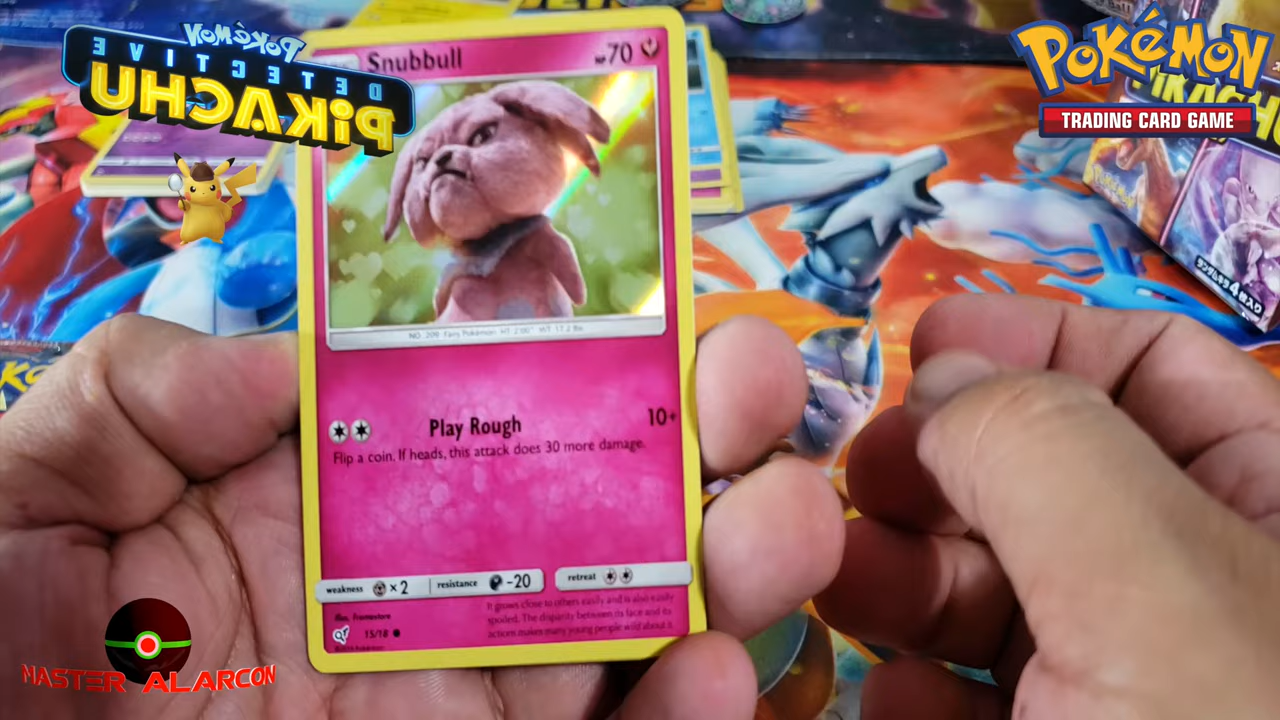 Pokémon
DETECTIVE
PiKACHU
Snubbull
HP70
POKéMON
TRADING CARD GAME
NO. 209 Fairy Pokémon HT: 2'00" WT: 17.2 lbs.
Play Rough
10+
Flip a coin. If heads, this attack does 30 more damage.
weakness
×2
resistance
-20
retreat
It grows close to others easily and is also easily
spoiled. The disparity between its face and its
actions makes many young people wild about it.
Illus. Framestore
15/18
MASTER ALARCON